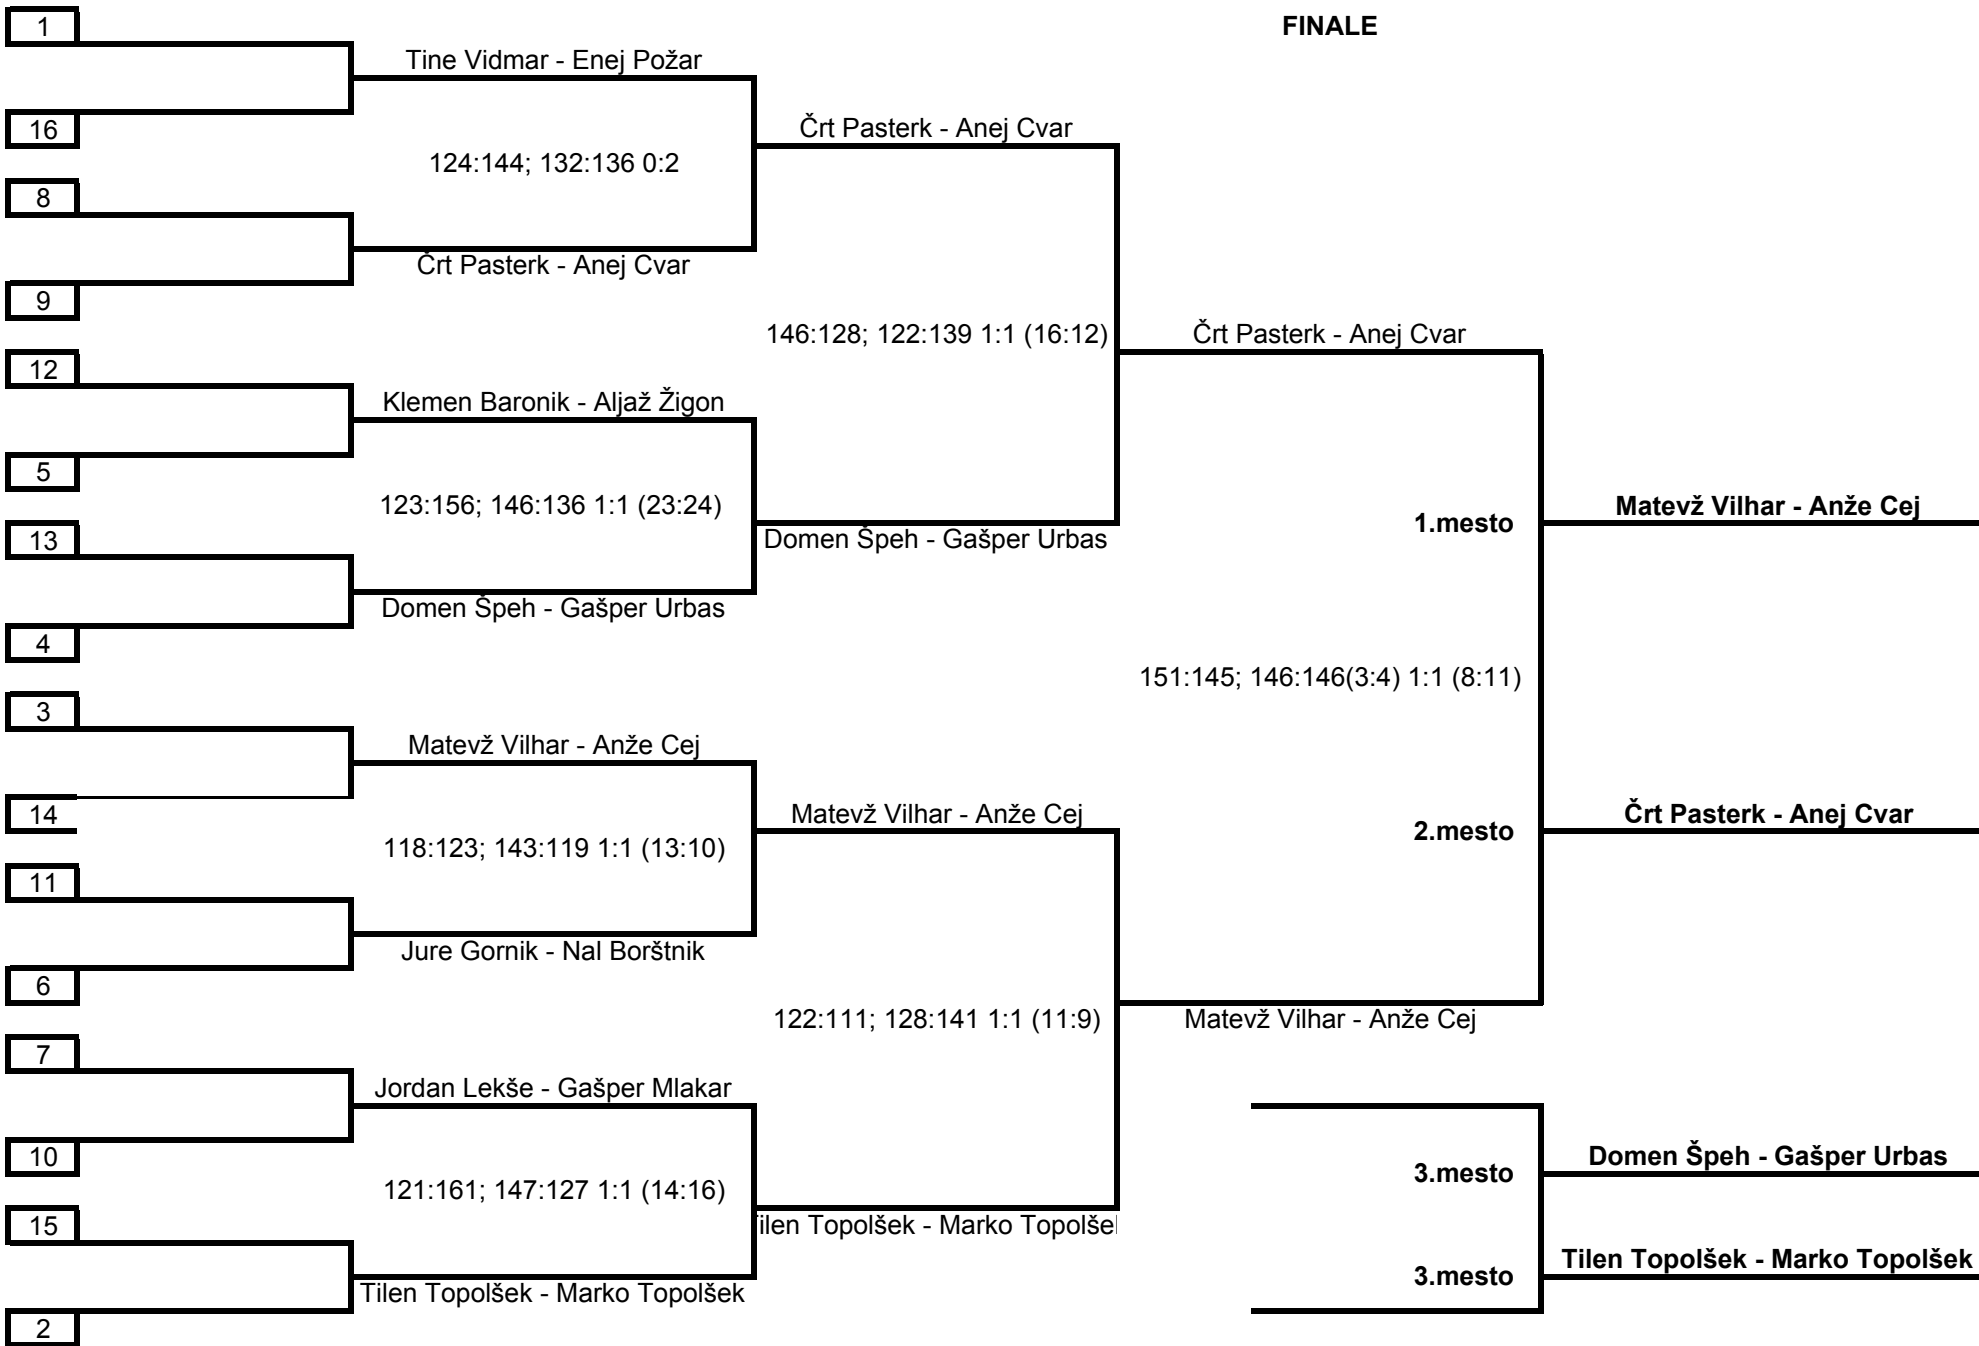 1
FINALE
Tine Vidmar - Enej Požar
16
Črt Pasterk - Anej Cvar
124:144; 132:136 0:2
8
Črt Pasterk - Anej Cvar
9
146:128; 122:139 1:1 (16:12)
Črt Pasterk - Anej Cvar
12
Klemen Baronik - Aljaž Žigon
5
123:156; 146:136 1:1 (23:24)
Matevž Vilhar - Anže Cej
1.mesto
13
Domen Špeh - Gašper Urbas
Domen Špeh - Gašper Urbas
4
151:145; 146:146(3:4) 1:1 (8:11)
3
Matevž Vilhar - Anže Cej
14
Matevž Vilhar - Anže Cej
Črt Pasterk - Anej Cvar
2.mesto
118:123; 143:119 1:1 (13:10)
11
Jure Gornik - Nal Borštnik
6
122:111; 128:141 1:1 (11:9)
Matevž Vilhar - Anže Cej
7
Jordan Lekše - Gašper Mlakar
10
Domen Špeh - Gašper Urbas
3.mesto
121:161; 147:127 1:1 (14:16)
15
ilen Topolšek - Marko Topolše
Tilen Topolšek - Marko Topolšek
3.mesto
Tilen Topolšek - Marko Topolšek
2